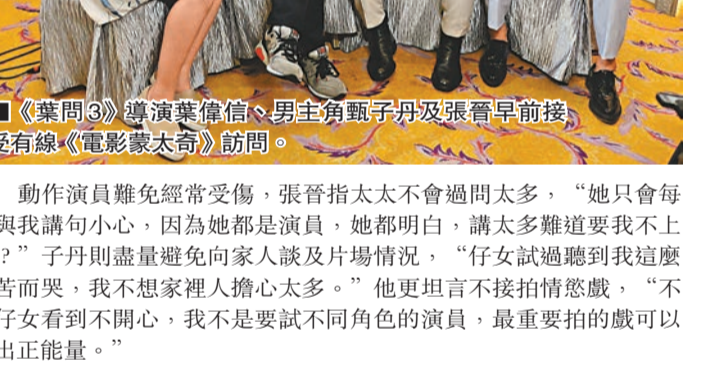 ■《葉問3》導演葉偉信、男主角甄子丹及張晉早前接
受有線《電影蒙太奇》訪問。
動作演員難免經常受傷，張晉指太太不會過問太多，“她只會每
與我講句小心，因為她都是演員，她都明白，講太多難道要我不上
?”子丹則盡量避免向家人談及片場情況，“仔女試過聽到我這麼
苦而哭，我不想家裡人擔心太多。”他更坦言不接拍情慾戲，“不
仔女看到不開心，我不是要試不同角色的演員，最重要拍的戲可以
出正能量。”